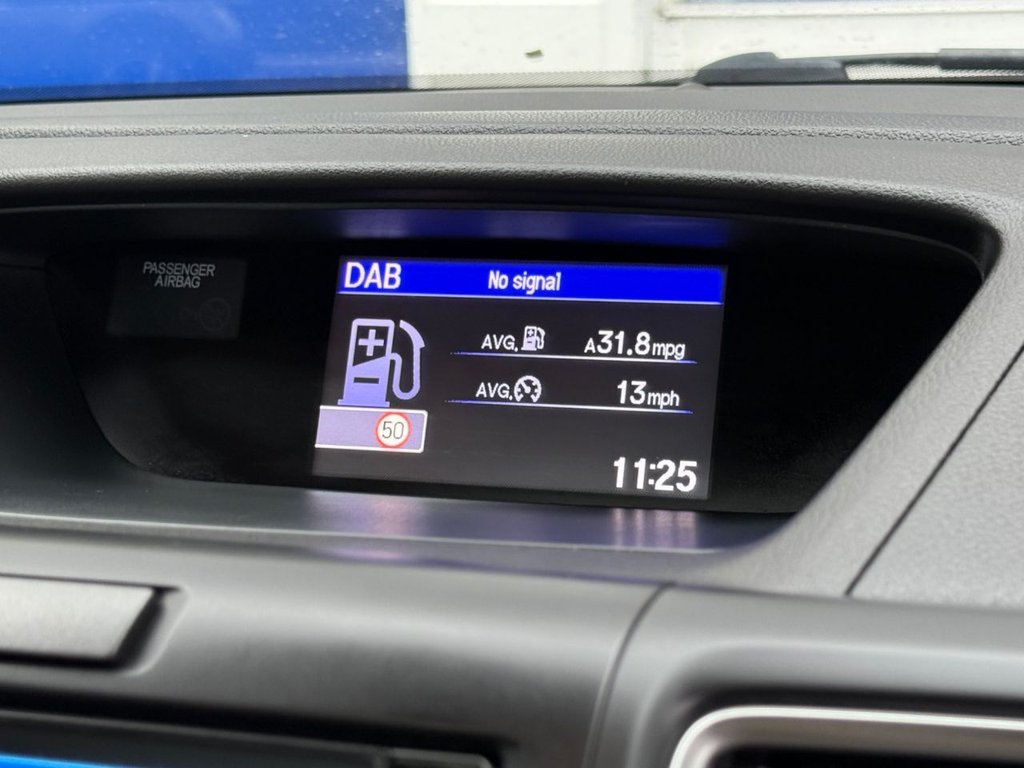 PASSENGER
AIRBAG
DAB No signal
AVG. A31.8mpg
AVG. 13mph
50
11:25